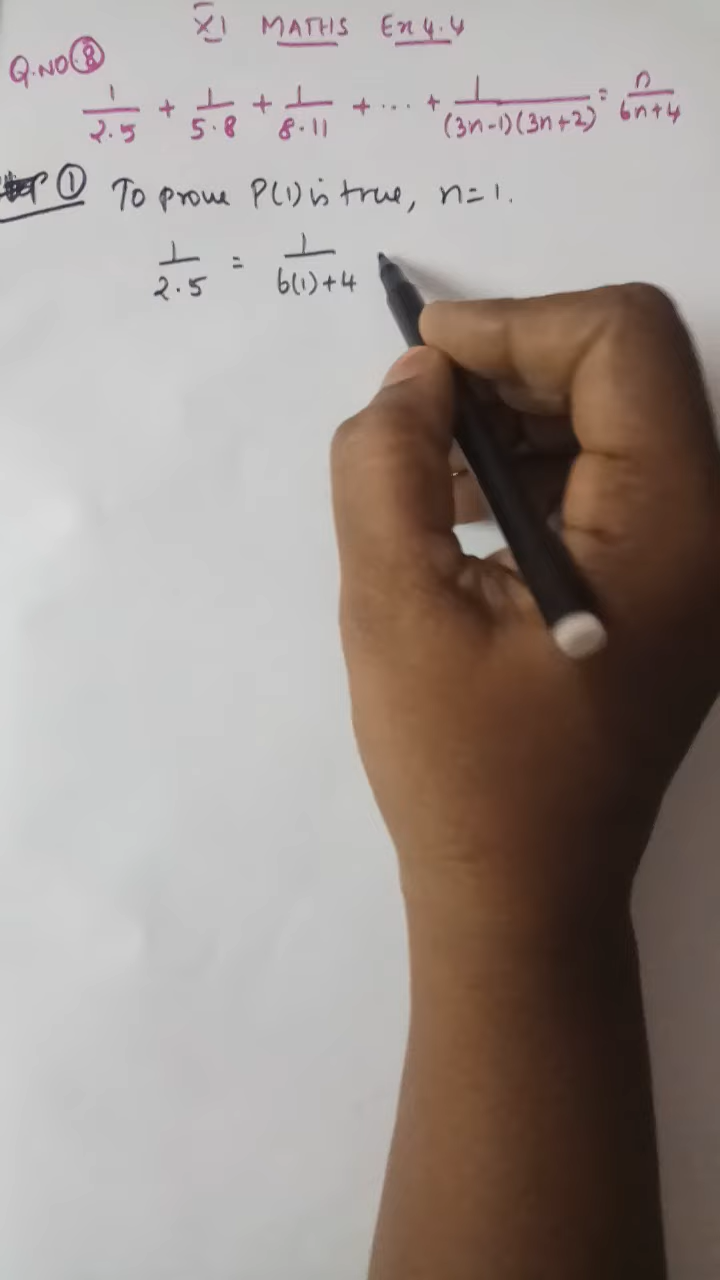 XI MATHS Ex 4.4
Q.NO 8
1/2.5 + 1/5.8 + 1/8.11 + ... + 1/(3n-1)(3n+2) = n/6n+4
① To prove P(1) is true, n=1.
1/2.5 = 1/6(1)+4